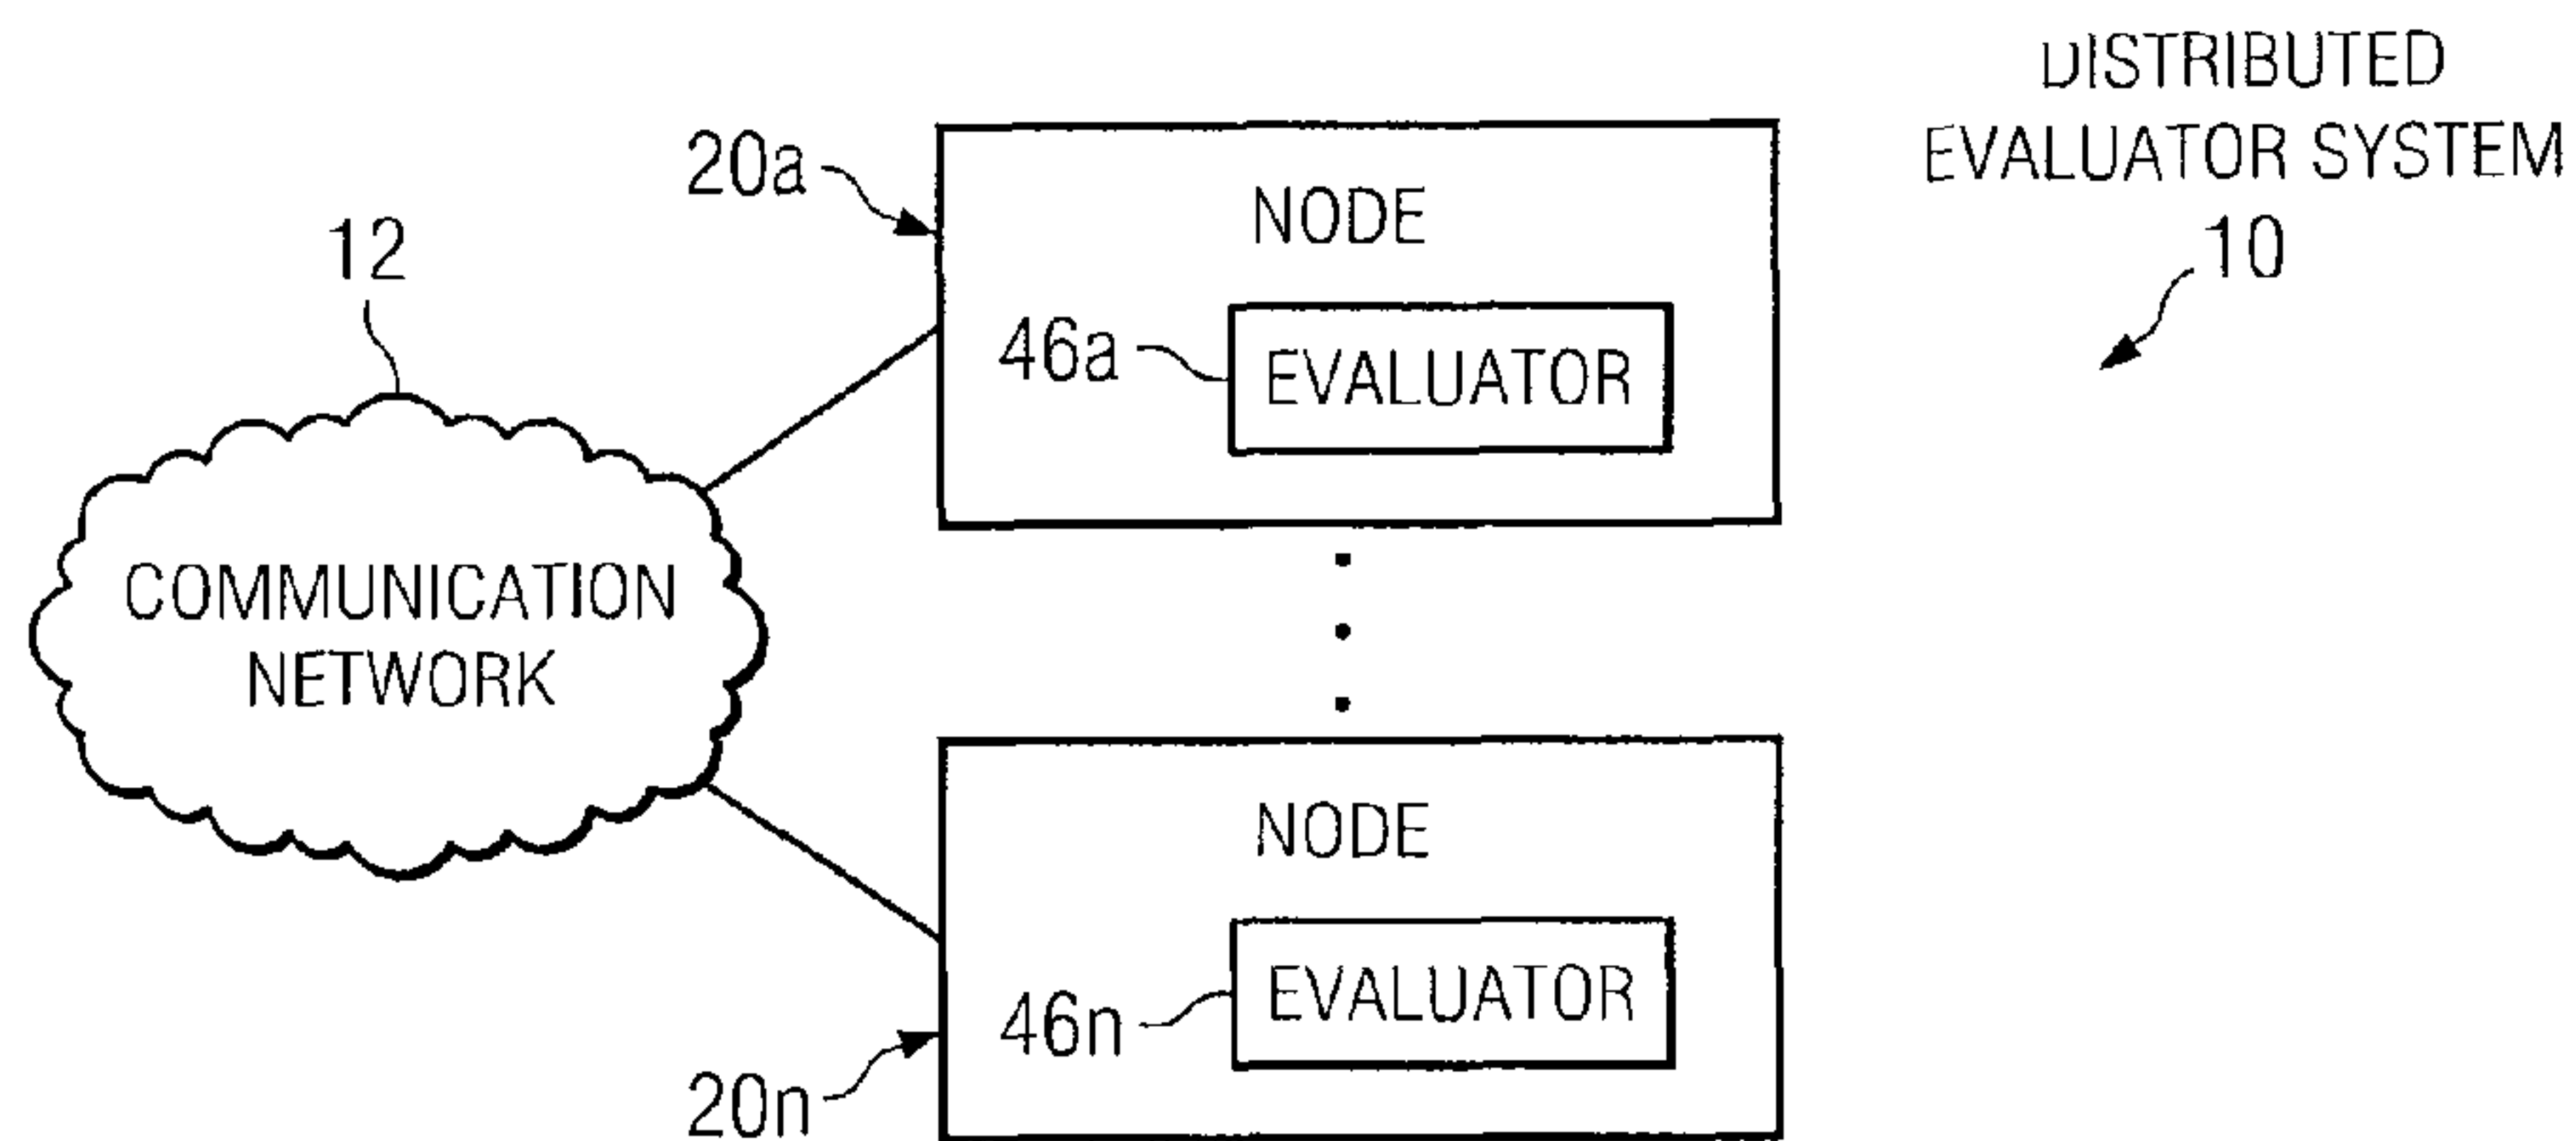 DISTRIBUTED
EVALUATOR SYSTEM
10
20a
NODE
12
46a
EVALUATOR
COMMUNICATION
NETWORK
NODE
46n
EVALUATOR
20n